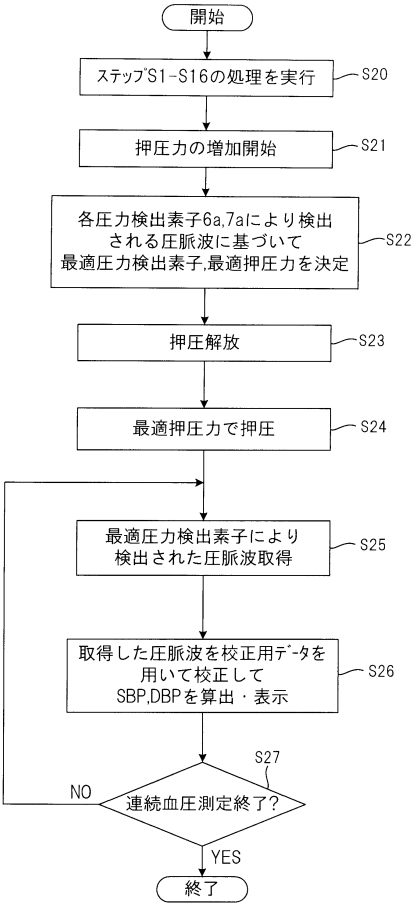 開始
ステップS1-S16の処理を実行
S20
押圧力の増加開始
S21
各圧力検出素子6a,7aにより検出
される圧脈波に基づいて
最適圧力検出素子,最適押圧力を決定
S22
押圧解放
S23
最適押圧力で押圧
S24
最適圧力検出素子により
検出された圧脈波取得
S25
取得した圧脈波を校正用データを
用いて校正して
SBP,DBPを算出・表示
S26
S27
連続血圧測定終了?
NO
YES
終了